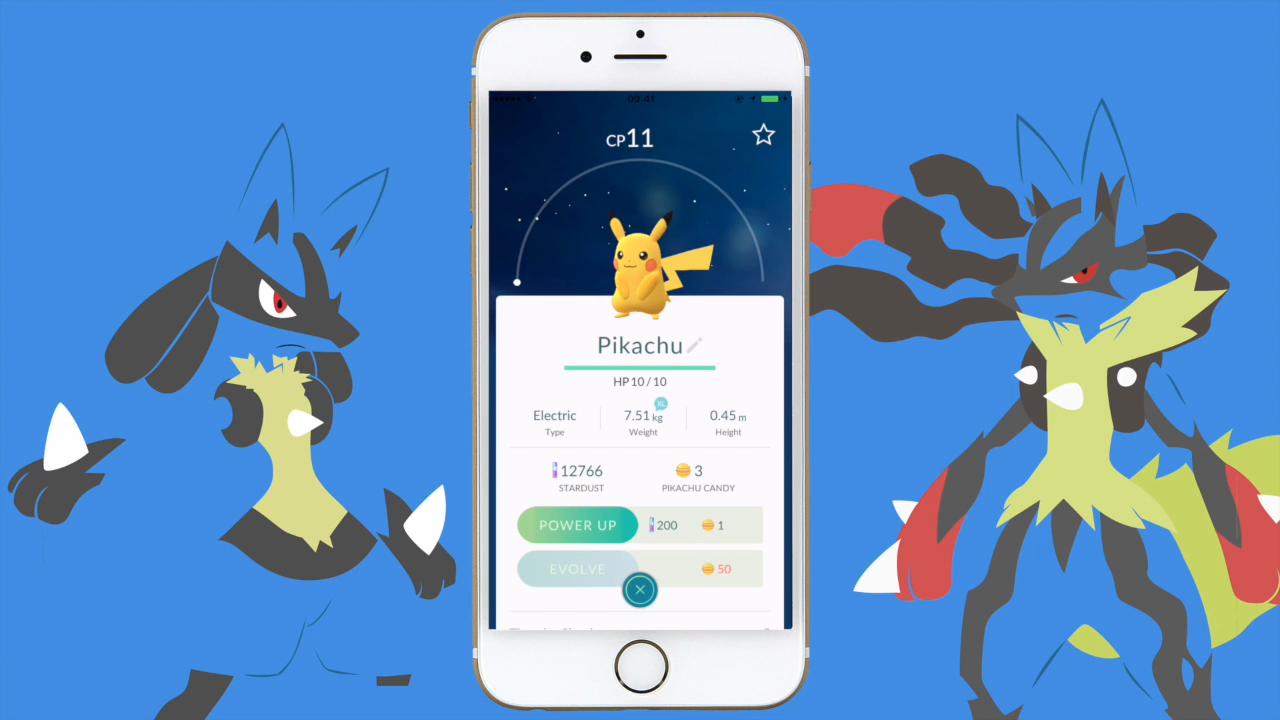 09:41
CP11
Pikachu
HP 10 / 10
XL
Electric 7.51 kg 0.45 m
Type Weight Height
12766 3
STARDUST PIKACHU CANDY
POWER UP 200 1
EVOLVE 50